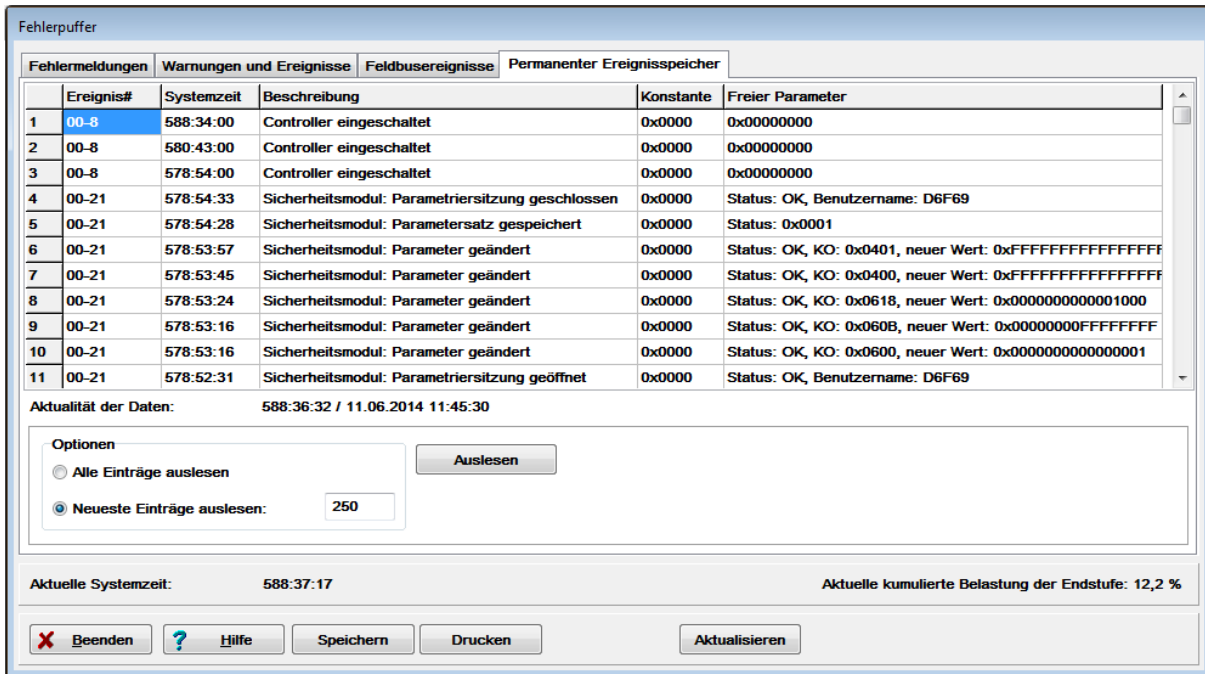 Fehlerpuffer
Fehlermeldungen Warnungen und Ereignisse Feldbusereignisse Permanenter Ereignisspeicher
Ereignis# Systemzeit Beschreibung Konstante Freier Parameter
1 00-8 588:34:00 Controller eingeschaltet 0x0000 0x00000000
2 00-8 580:43:00 Controller eingeschaltet 0x0000 0x00000000
3 00-8 578:54:00 Controller eingeschaltet 0x0000 0x00000000
4 00-21 578:54:33 Sicherheitsmodul: Parametriersitzung geschlossen 0x0000 Status: OK, Benutzername: D6F69
5 00-21 578:54:28 Sicherheitsmodul: Parametersatz gespeichert 0x0000 Status: 0x0001
6 00-21 578:53:57 Sicherheitsmodul: Parameter geändert 0x0000 Status: OK, KO: 0x0401, neuer Wert: 0xFFFFFFFFFFFFFFFF
7 00-21 578:53:45 Sicherheitsmodul: Parameter geändert 0x0000 Status: OK, KO: 0x0400, neuer Wert: 0xFFFFFFFFFFFFFFFF
8 00-21 578:53:24 Sicherheitsmodul: Parameter geändert 0x0000 Status: OK, KO: 0x0618, neuer Wert: 0x0000000000001000
9 00-21 578:53:16 Sicherheitsmodul: Parameter geändert 0x0000 Status: OK, KO: 0x060B, neuer Wert: 0x00000000FFFFFFFF
10 00-21 578:53:16 Sicherheitsmodul: Parameter geändert 0x0000 Status: OK, KO: 0x0600, neuer Wert: 0x0000000000000001
11 00-21 578:52:31 Sicherheitsmodul: Parametriersitzung geöffnet 0x0000 Status: OK, Benutzername: D6F69
Aktualität der Daten: 588:36:32 / 11.06.2014 11:45:30
Optionen
Alle Einträge auslesen
Auslesen
Neueste Einträge auslesen: 250
Aktuelle Systemzeit: 588:37:17 Aktuelle kumulierte Belastung der Endstufe: 12,2 %
Beenden Hilfe Speichern Drucken Aktualisieren